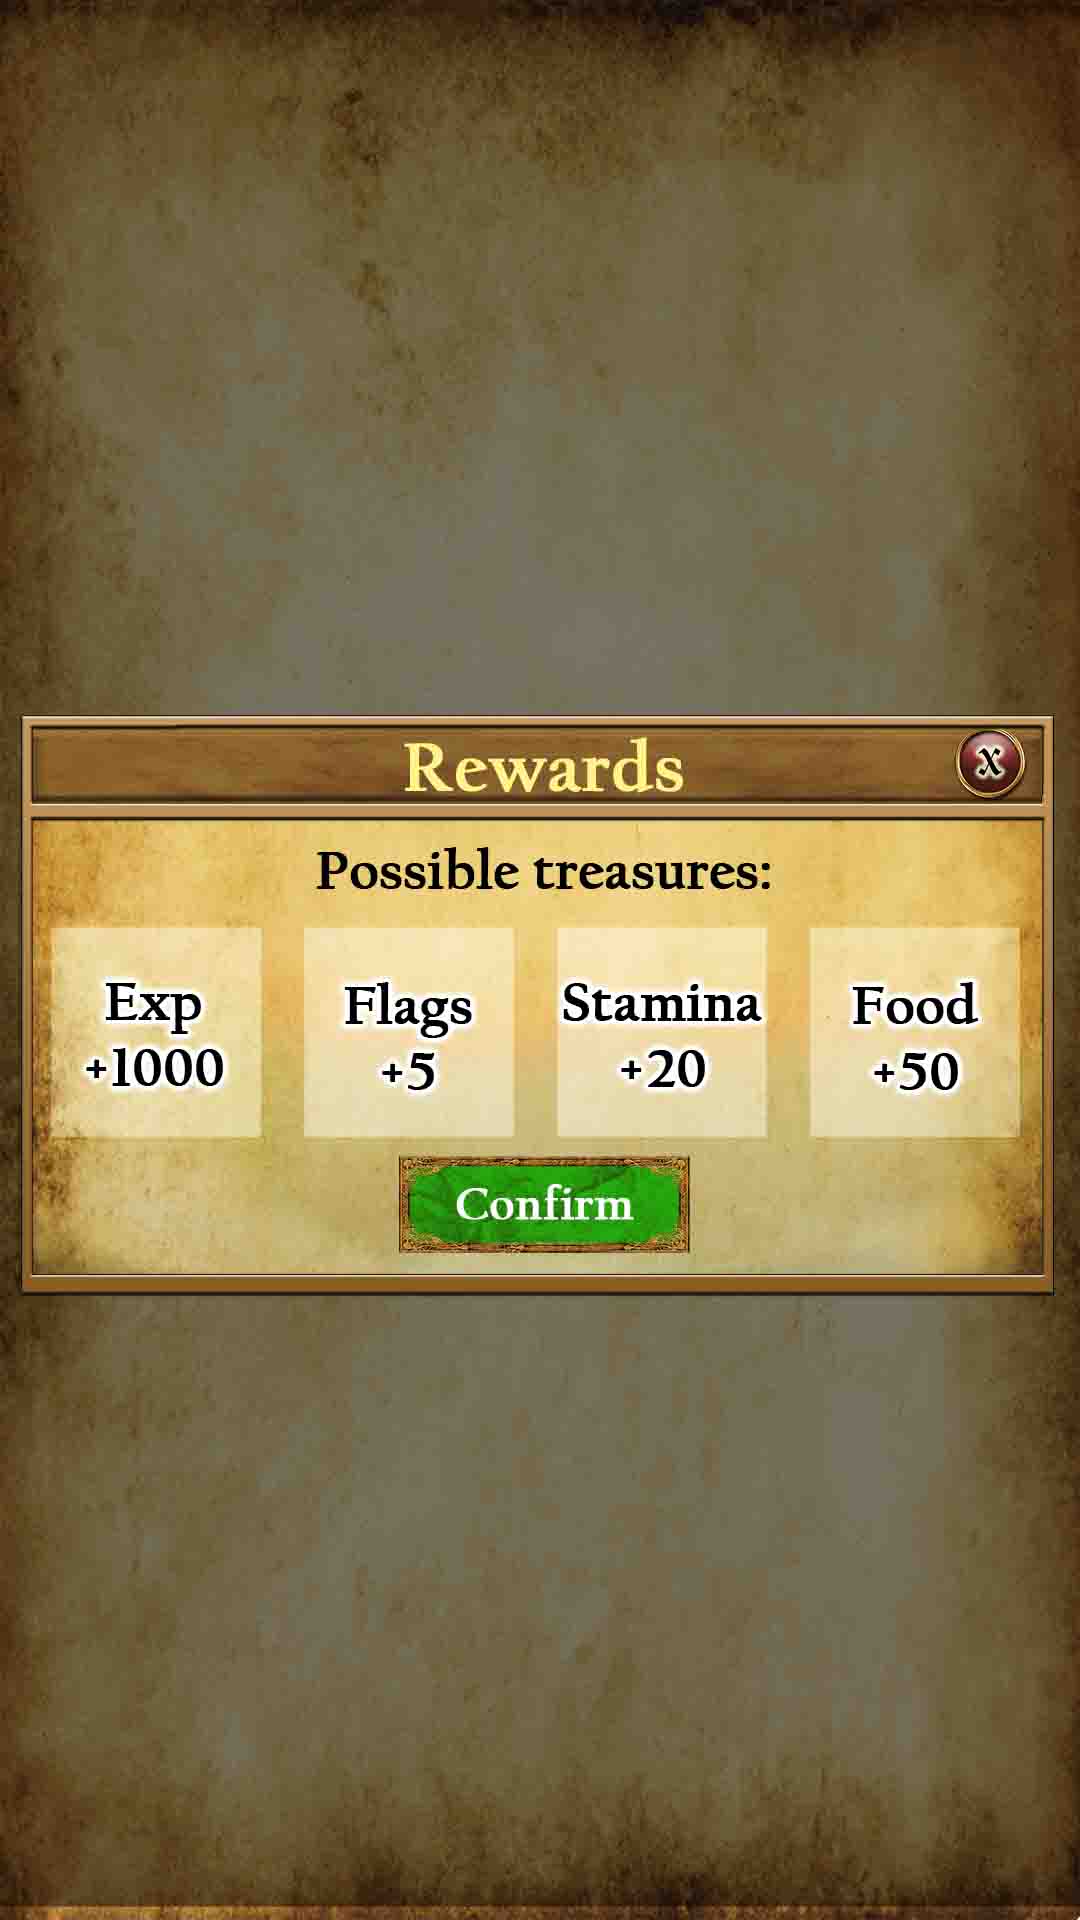 Rewards
x
Possible treasures:
Exp
+1000
Flags
+5
Stamina
+20
Food
+50
Confirm